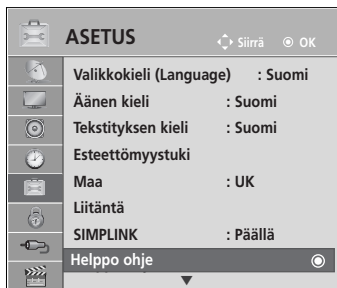 ASETUS Siirrä OK
Valikkokieli (Language) : Suomi
Äänen kieli : Suomi
Tekstityksen kieli : Suomi
Esteettömyystuki
Maa : UK
Liitäntä
SIMPLINK : Päällä
Helppo ohje